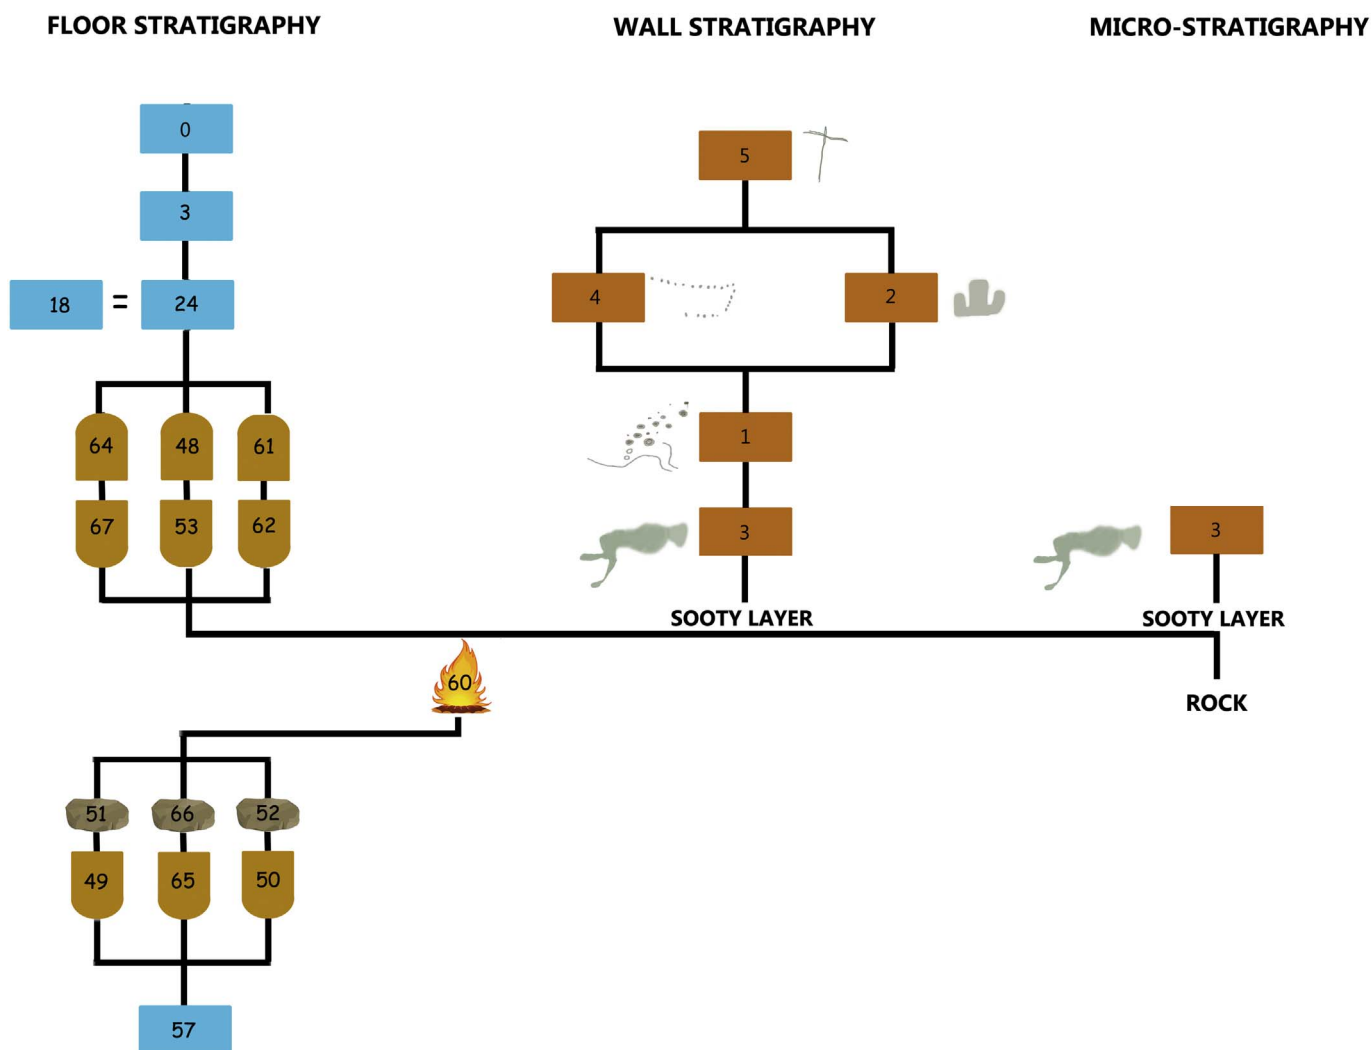 FLOOR STRATIGRAPHY WALL STRATIGRAPHY MICRO-STRATIGRAPHY
0
5
3
18 = 24
4 2
64 48 61
1
67 53 62
3 3
SOOTY LAYER SOOTY LAYER
60
ROCK
51 66 52
49 65 50
57